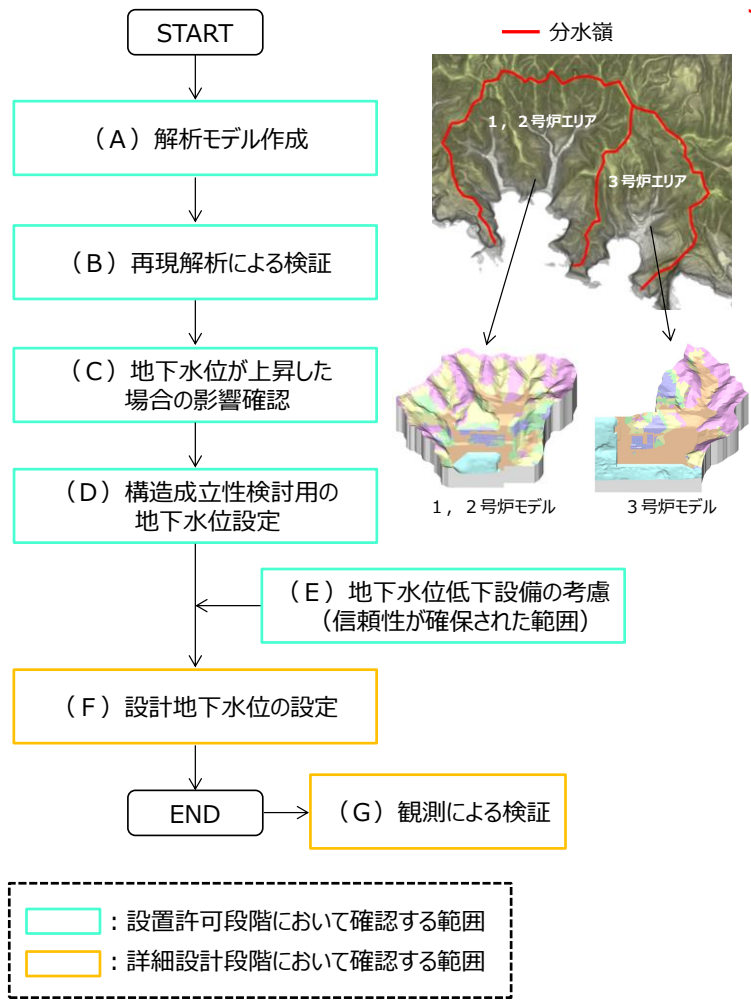 START
（A）解析モデル作成
（B）再現解析による検証
（C）地下水位が上昇した
場合の影響確認
（D）構造成立性検討用の
地下水位設定
（E）地下水位低下設備の考慮
（信頼性が確保された範囲）
（F）設計地下水位の設定
END
（G）観測による検証
分水嶺
１，２号炉エリア
３号炉エリア
１，２号炉モデル
３号炉モデル
：設置許可段階において確認する範囲
：詳細設計段階において確認する範囲